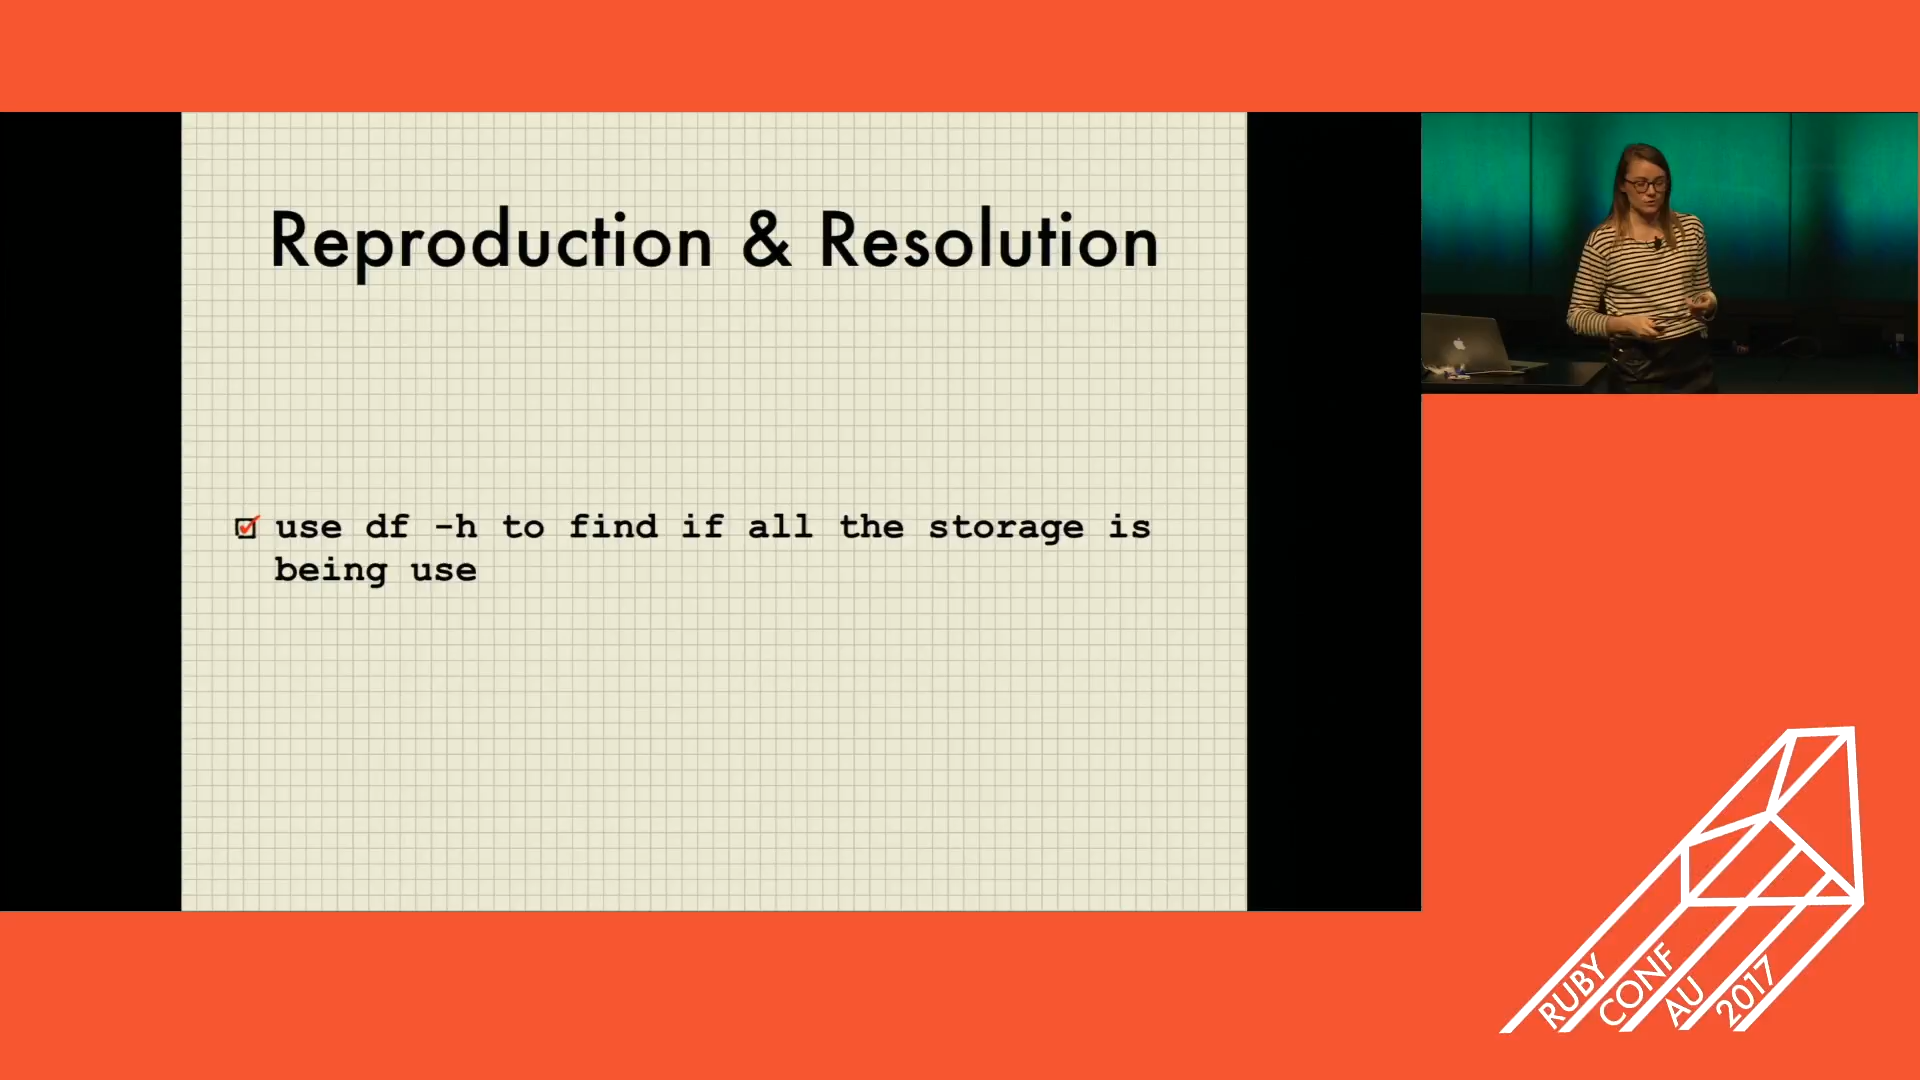 Reproduction & Resolution
use df -h to find if all the storage is
being use
RUBY
CONF
AU
2017